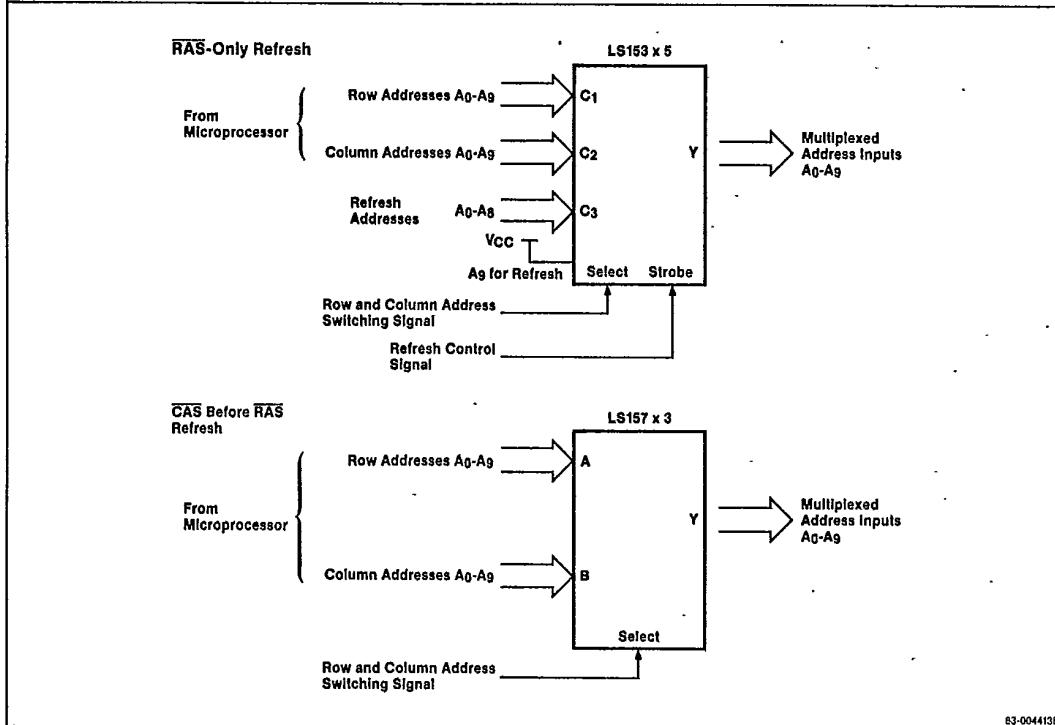 RAS-Only Refresh
LS153 x 5
From
Microprocessor
Row Addresses A0-A9
C1
Column Addresses A0-A9
C2
Y
Multiplexed
Address Inputs
A0-A9
Refresh
Addresses
A0-A8
C3
VCC
A9 for Refresh
Select
Strobe
Row and Column Address
Switching Signal
Refresh Control
Signal
CAS Before RAS
Refresh
LS157 x 3
Row Addresses A0-A9
A
From
Microprocessor
Y
Multiplexed
Address Inputs
A0-A9
Column Addresses A0-A9
B
Select
Row and Column Address
Switching Signal